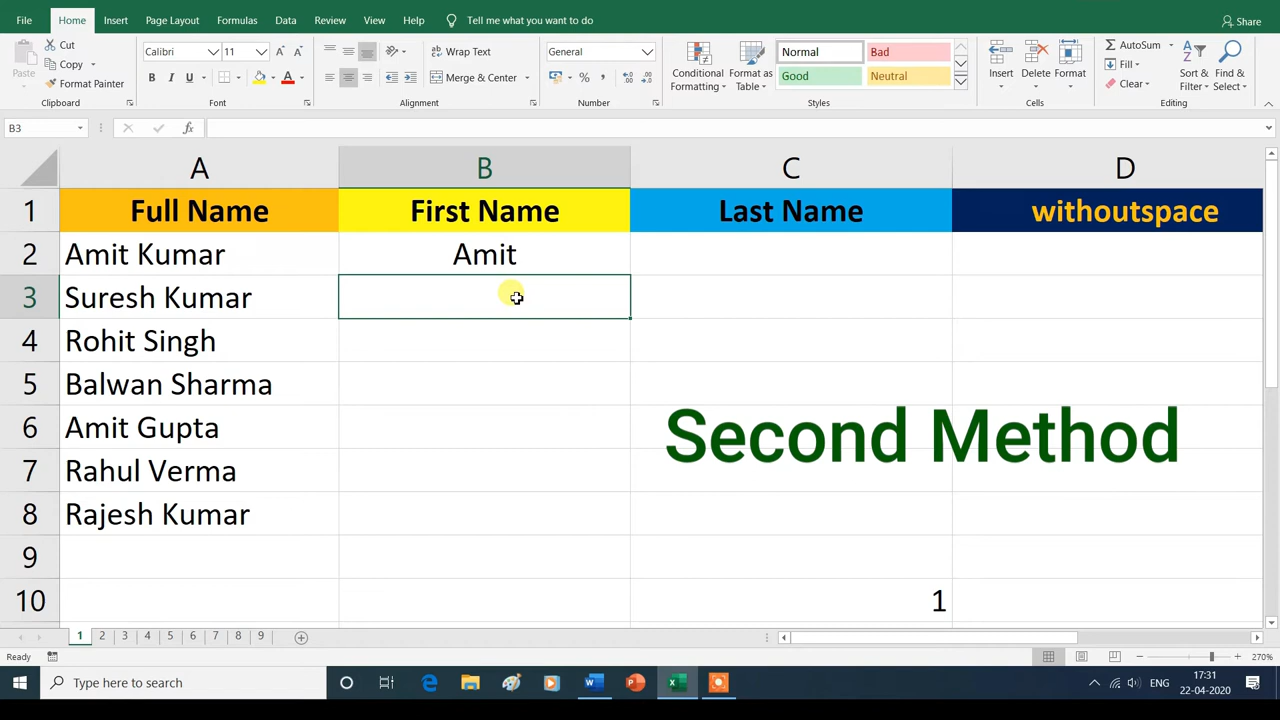 File Home Insert Page Layout Formulas Data Review View Help Tell me what you want to do Share
Paste Cut Copy Format Painter Clipboard
Calibri 11 B I U Font
Wrap Text Merge & Center Alignment
General % Number
Conditional Formatting Format as Table Normal Bad Good Neutral Styles
Insert Delete Format Cells
AutoSum Fill Clear Sort & Filter Find & Select Editing
B3 fx
A B C D
1 Full Name First Name Last Name withoutspace
2 Amit Kumar Amit
3 Suresh Kumar
4 Rohit Singh
5 Balwan Sharma
6 Amit Gupta
Second Method
7 Rahul Verma
8 Rajesh Kumar
9
10 1
1 2 3 4 5 6 7 8 9
Ready 270%
Type here to search ENG 17:31
22-04-2020